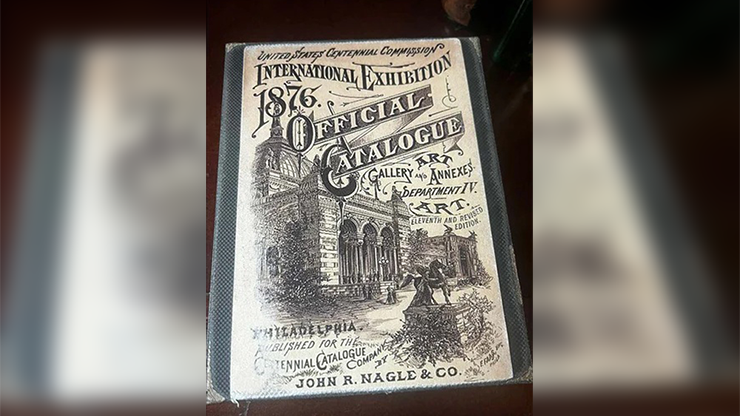 UNITED STATES CENTENNIAL COMMISSION
INTERNATIONAL EXHIBITION
1876.
OFFICIAL
CATALOGUE
OF
ART
GALLERY AND ANNEXES.
DEPARTMENT IV.
ART.
ELEVENTH AND REVISED
EDITION.
PHILADELPHIA.
PUBLISHED FOR THE
CENTENNIAL CATALOGUE
COMPANY BY
JOHN R. NAGLE & CO.